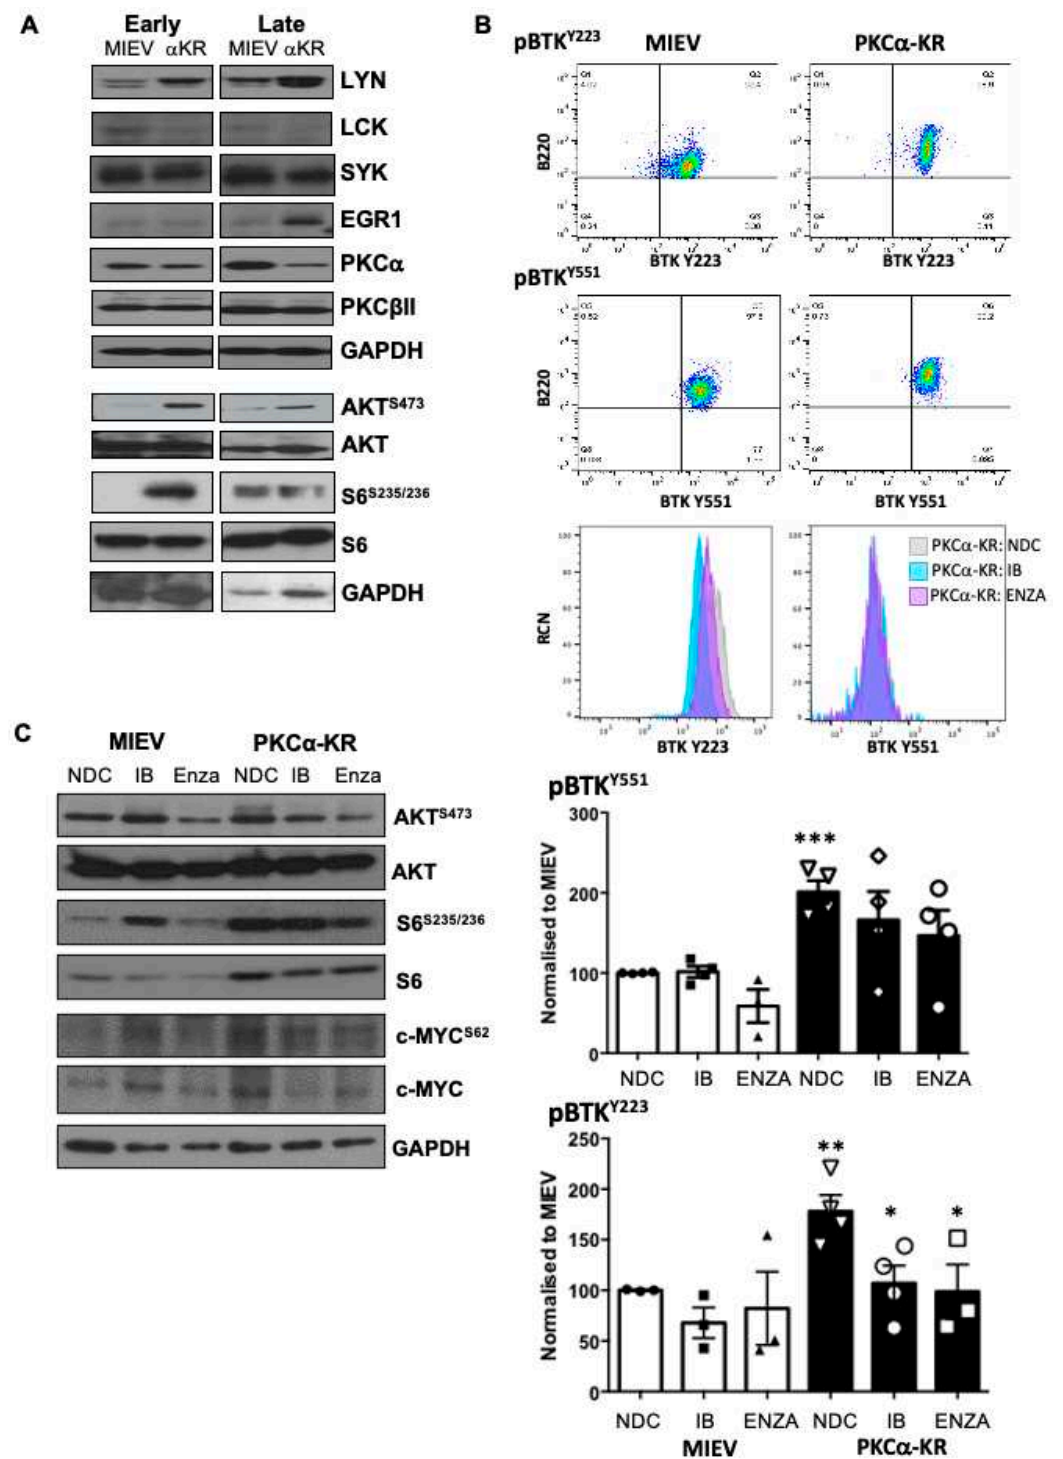 A
Early Late
MIEV αKR MIEV αKR
LYN
LCK
SYK
EGR1
PKCα
PKCβII
GAPDH
AKTS473
AKT
S6S235/236
S6
GAPDH
B
pBTKY223 MIEV PKCα-KR
B220
BTK Y223 BTK Y223
pBTKY551
B220
BTK Y551 BTK Y551
PKCα-KR: NDC
PKCα-KR: IB
PKCα-KR: ENZA
RCN
BTK Y223 BTK Y551
C
MIEV PKCα-KR
NDC IB Enza NDC IB Enza
AKTS473
AKT
S6S235/236
S6
c-MYCS62
c-MYC
GAPDH
pBTKY551
Normalised to MIEV
300
***
200
100
0
NDC IB ENZA NDC IB ENZA
pBTKY223
Normalised to MIEV
250
**
200
* *
150
100
50
0
NDC IB ENZA NDC IB ENZA
MIEV PKCα-KR